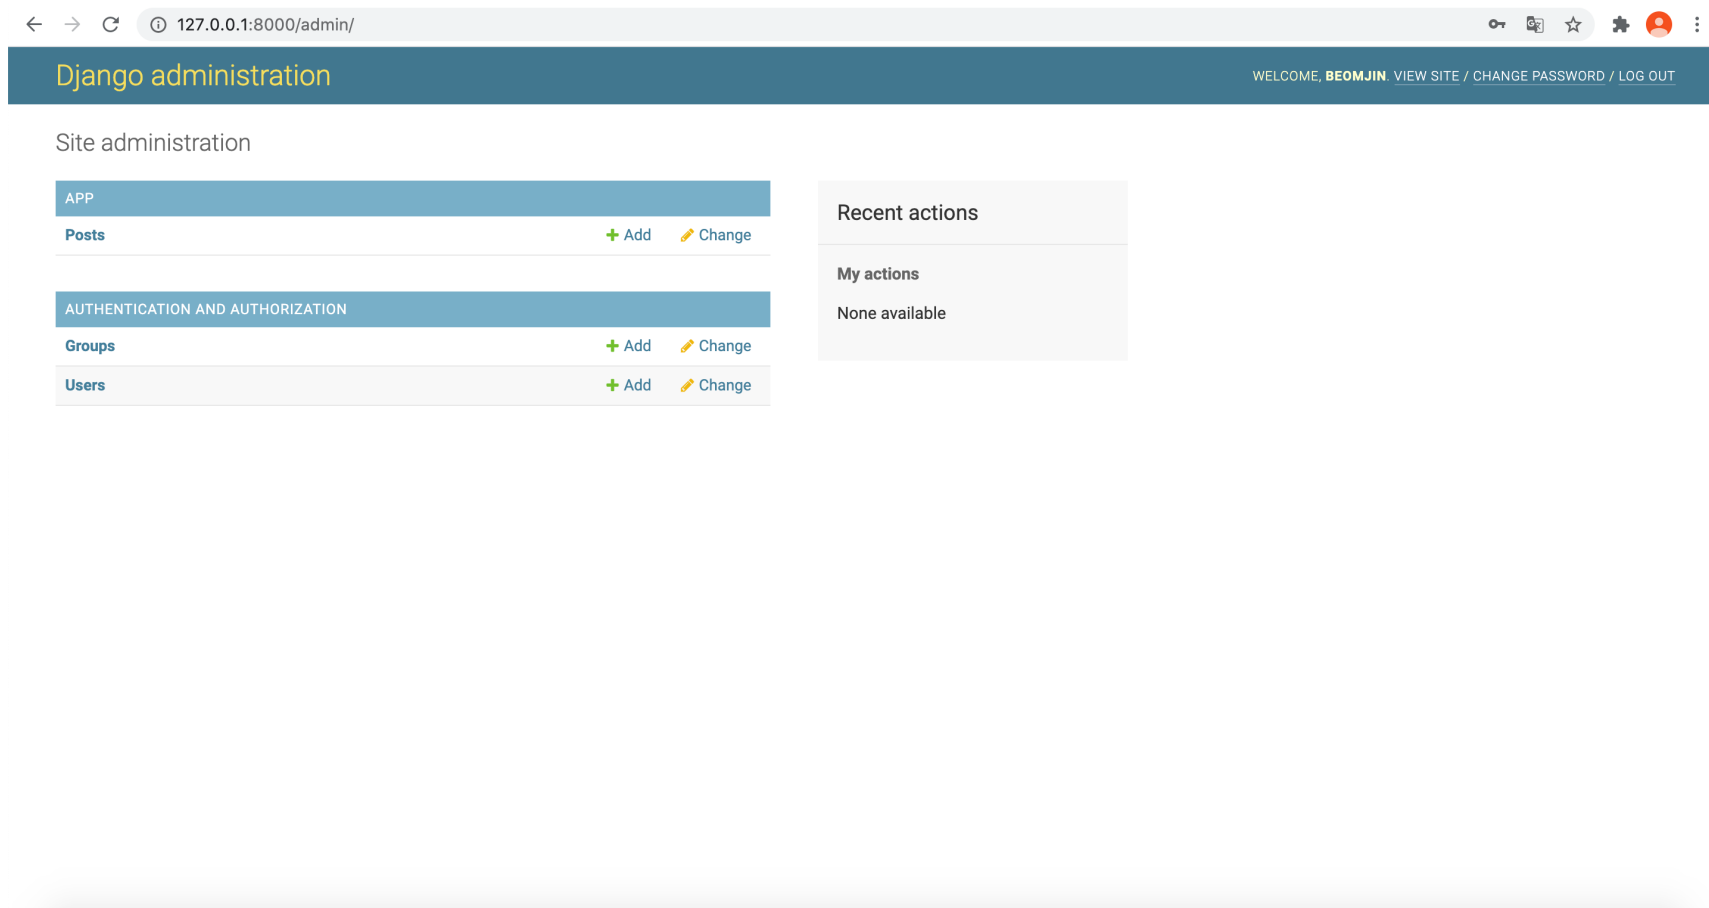 127.0.0.1:8000/admin/
Django administration
WELCOME, BEOMJIN. VIEW SITE / CHANGE PASSWORD / LOG OUT
Site administration
APP
Posts Add Change
AUTHENTICATION AND AUTHORIZATION
Groups Add Change
Users Add Change
Recent actions
My actions
None available